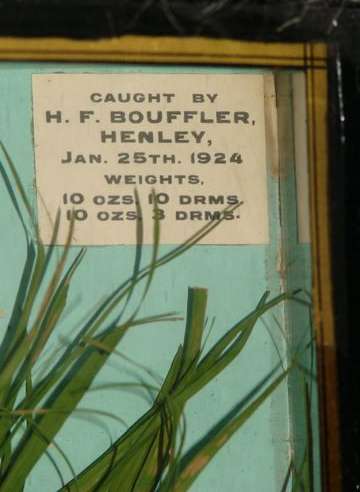 CAUGHT BY
H. F. BOUFFLER,
HENLEY,
JAN. 25TH. 1924
WEIGHTS,
10 OZS. 10 DRMS
10 OZS. 3 DRMS.